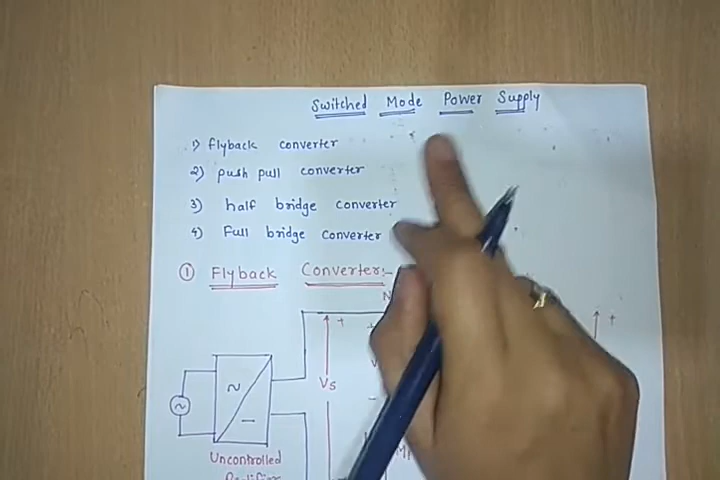 Switched Mode Power Supply
1) flyback converter
2) push pull converter
3) half bridge converter
4) Full bridge converter
① Flyback Converter:-
N
+
+
+
Vs
V
~
~
-
-
Uncontrolled
Rectifier